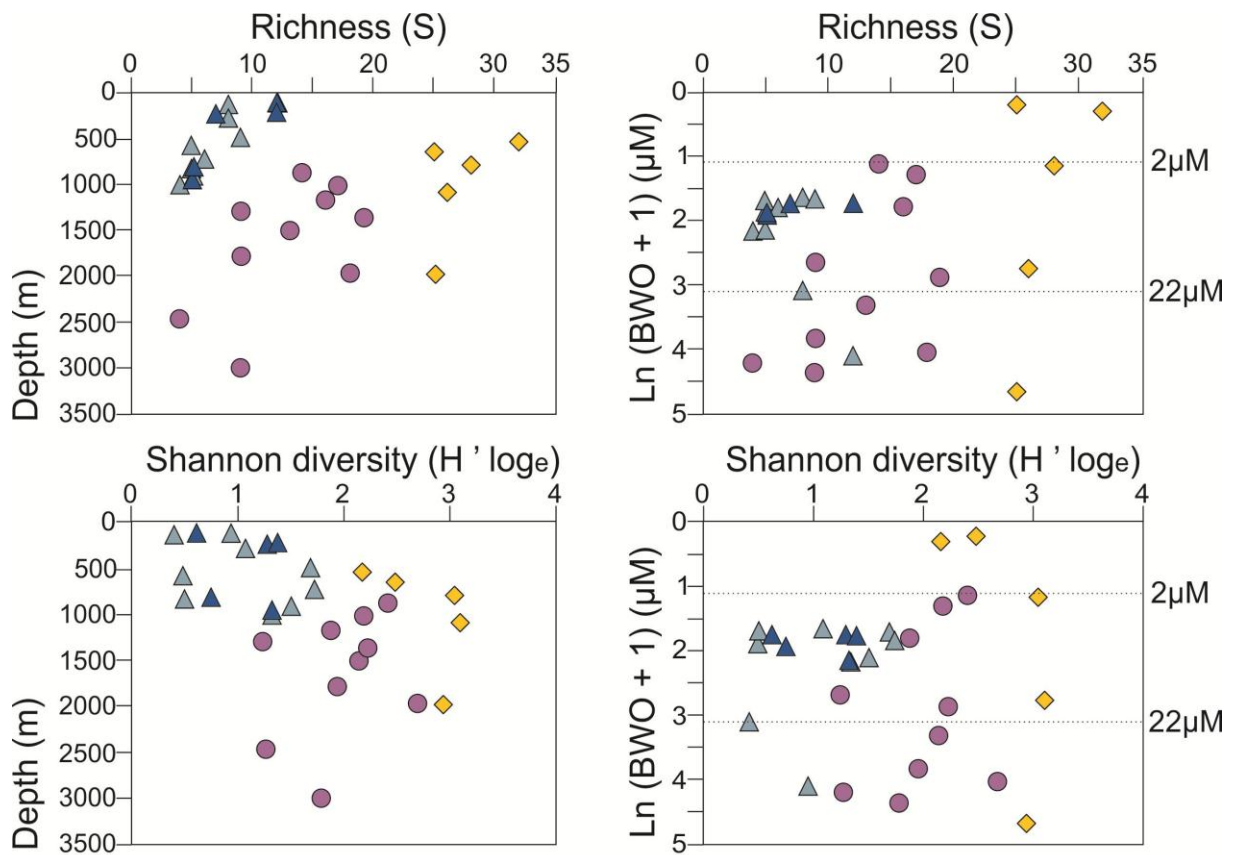 Richness (S)
0 10 20 30 35
0
500
1000
1500
2000
2500
3000
3500
Depth (m)
Richness (S)
0 10 20 30 35
0
1
2
3
4
5
Ln (BWO + 1) (µM)
2µM
22µM
Shannon diversity (H ' loge)
0 1 2 3 4
0
500
1000
1500
2000
2500
3000
3500
Depth (m)
Shannon diversity (H ' loge)
0 1 2 3 4
0
1
2
3
4
5
Ln (BWO + 1) (µM)
2µM
22µM